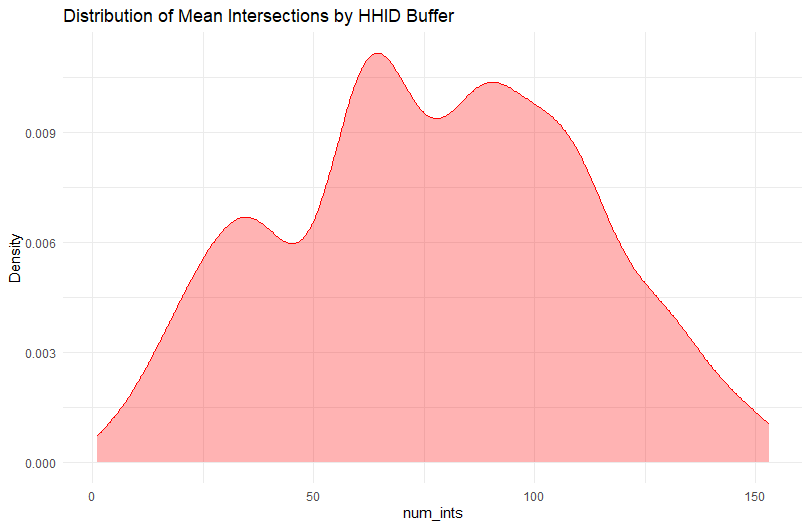 Distribution of Mean Intersections by HHID Buffer
Density
0.009
0.006
0.003
0.000
0
50
100
150
num_ints